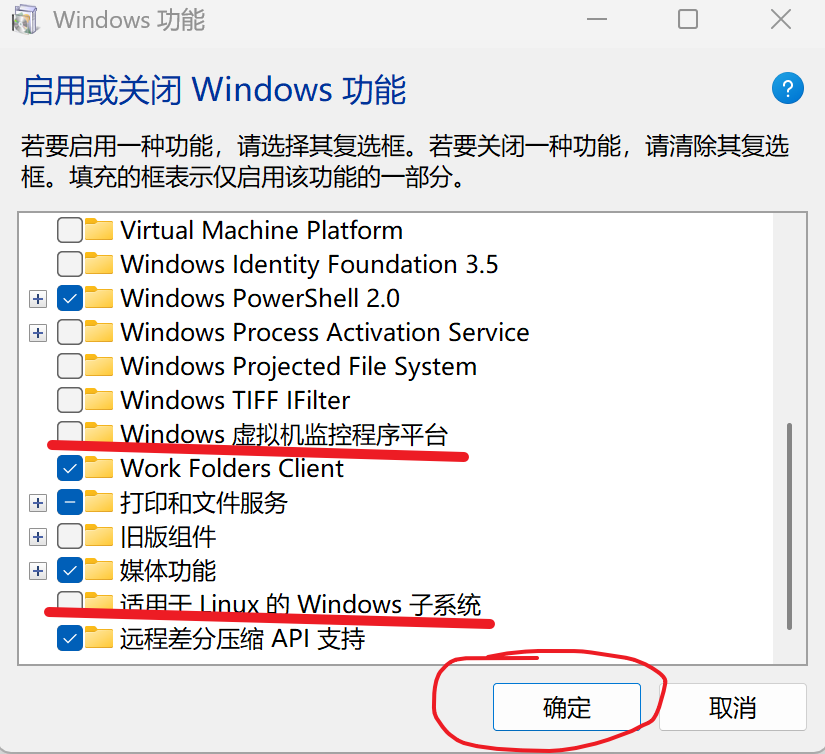 Windows 功能
启用或关闭 Windows 功能
?
若要启用一种功能，请选择其复选框。若要关闭一种功能，请清除其复选
框。填充的框表示仅启用该功能的一部分。
Virtual Machine Platform
Windows Identity Foundation 3.5
Windows PowerShell 2.0
Windows Process Activation Service
Windows Projected File System
Windows TIFF IFilter
Windows 虚拟机监控程序平台
Work Folders Client
打印和文件服务
旧版组件
媒体功能
适用于 Linux 的 Windows 子系统
远程差分压缩 API 支持
确定 取消